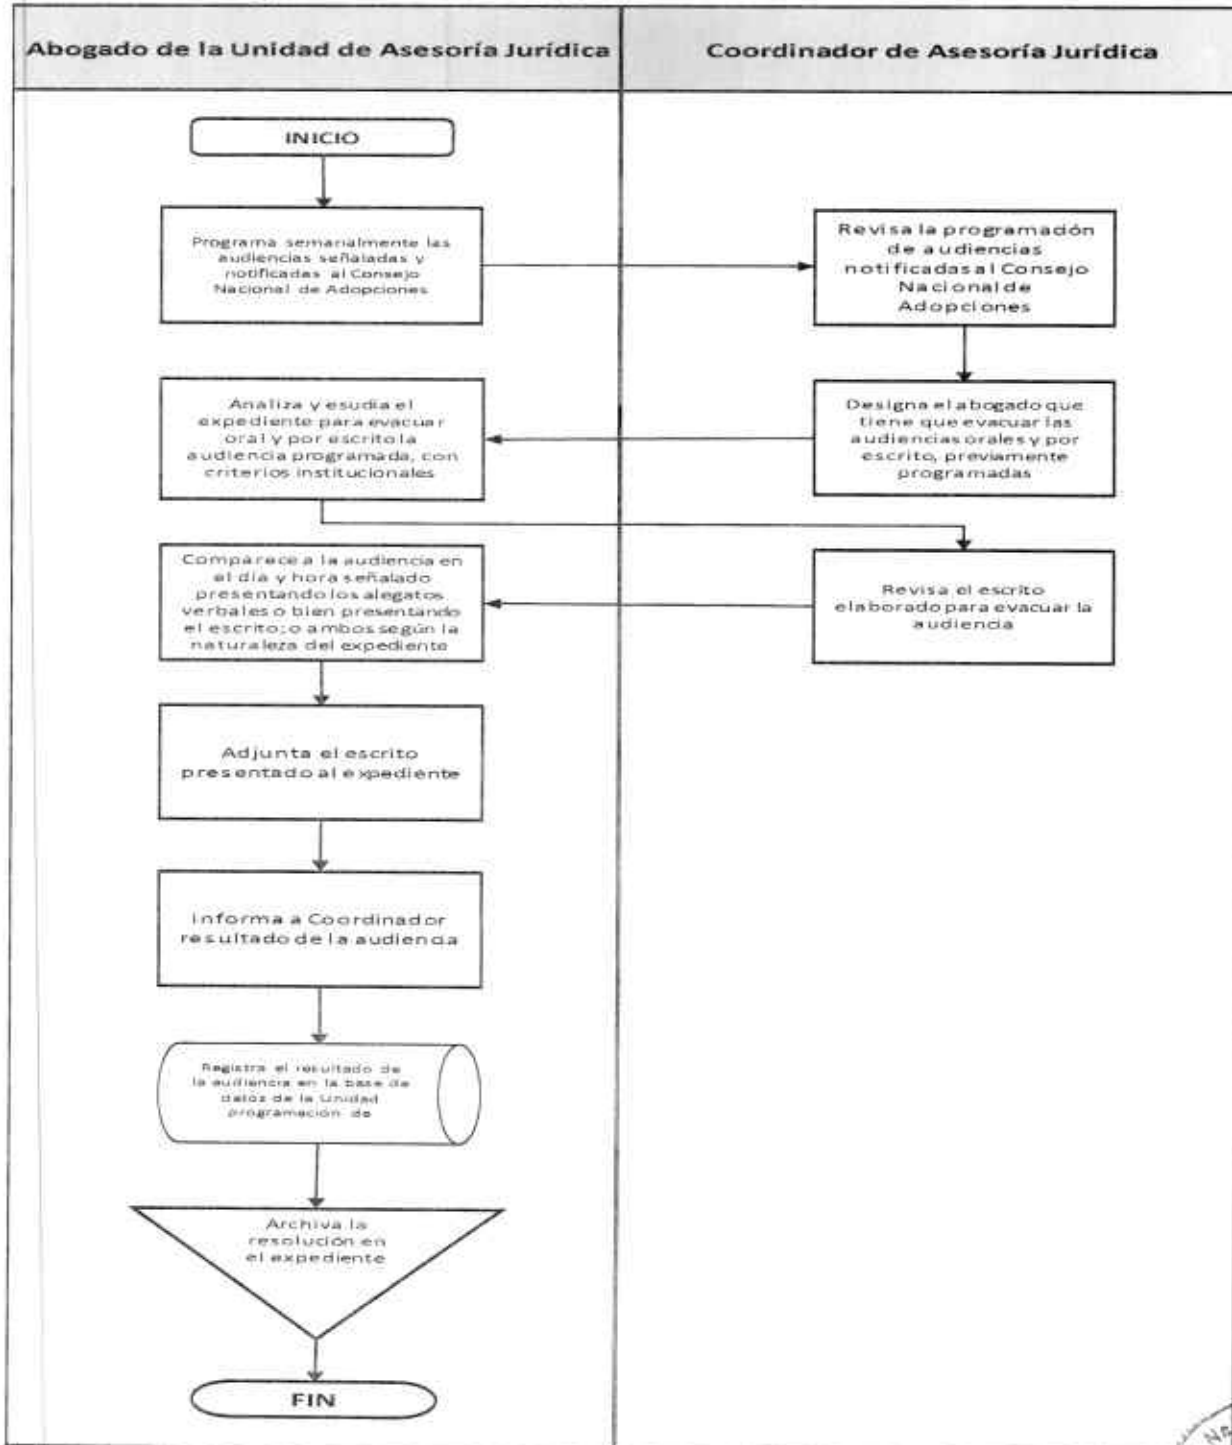 Abogado de la Unidad de Asesoría Jurídica
Coordinador de Asesoría Jurídica
INICIO
Programa semanalmente las
audiencias señaladas y
notificadas al Consejo
Nacional de Adopciones
Revisa la programación
de audiencias
notificadas al Consejo
Nacional de
Adopciones
Designa el abogado que
tiene que evacuar las
audiencias orales y por
escrito, previamente
programadas
Analiza y esudia el
expediente para evacuar
oral y por escrito la
audiencia programada, con
criterios institucionales
Revisa el escrito
elaborado para evacuar la
audiencia
Comparece a la audiencia en
el día y hora señalado
presentando los alegatos
verbales o bien presentando
el escrito; o ambos según la
naturaleza del expediente
Adjunta el escrito
presentado al expediente
Informa a Coordinador
resultado de la audiencia
Registra el resultado de
la audiencia en la base de
datos de la Unidad
programación de
Archiva la
resolución en
el expediente
FIN